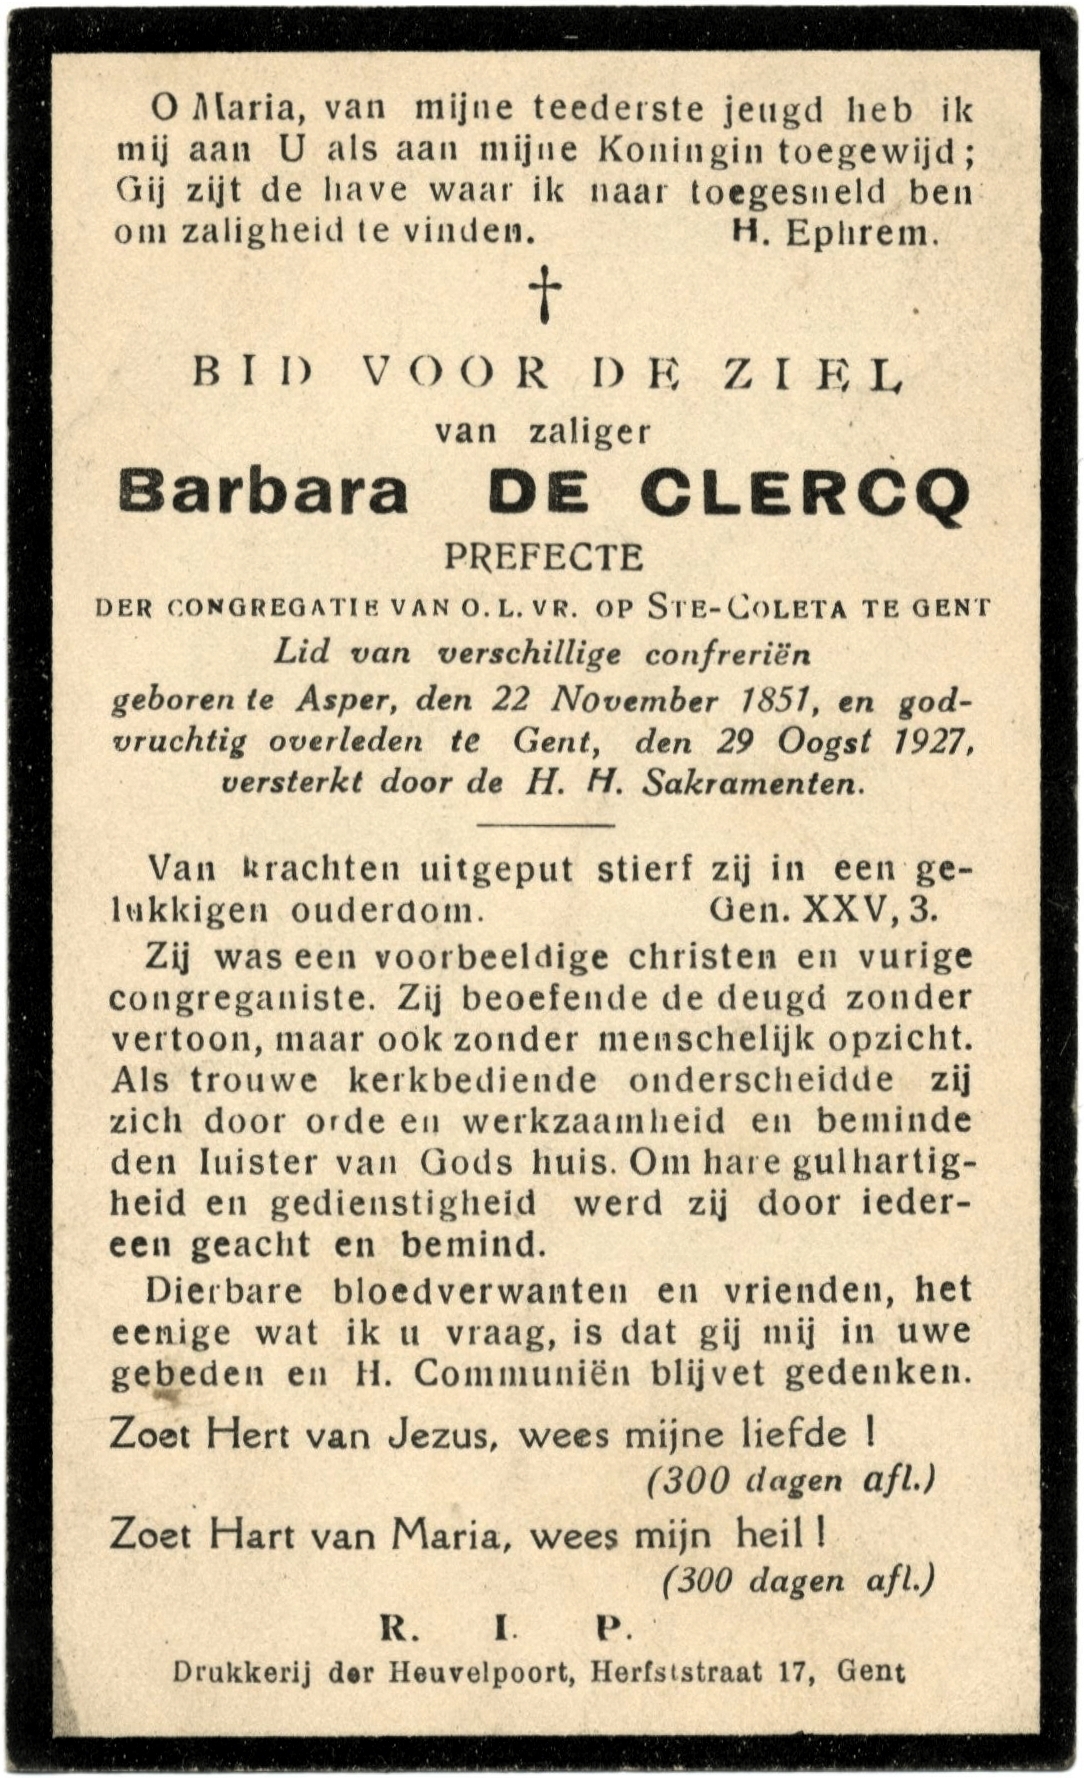 O Maria, van mijne teederste jeugd heb ik
mij aan U als aan mijne Koningin toegewijd;
Gij zijt de have waar ik naar toegesneld ben
om zaligheid te vinden. H. Ephrem.
†
BID VOOR DE ZIEL
van zaliger
Barbara DE CLERCQ
PREFECTE
DER CONGREGATIE VAN O. L. VR. OP STE-COLETA TE GENT
Lid van verschillige confreriën
geboren te Asper, den 22 November 1851, en god-
vruchtig overleden te Gent, den 29 Oogst 1927,
versterkt door de H. H. Sakramenten.
Van krachten uitgeput stierf zij in een ge-
lukkigen ouderdom. Gen. XXV, 3.
Zij was een voorbeeldige christen en vurige
congreganiste. Zij beoefende de deugd zonder
vertoon, maar ook zonder menschelijk opzicht.
Als trouwe kerkbediende onderscheidde zij
zich door orde en werkzaamheid en beminde
den luister van Gods huis. Om hare gulhartig-
heid en gedienstigheid werd zij door ieder-
een geacht en bemind.
Dierbare bloedverwanten en vrienden, het
eenige wat ik u vraag, is dat gij mij in uwe
gebeden en H. Communiën blijvet gedenken.
Zoet Hert van Jezus, wees mijne liefde !
(300 dagen afl.)
Zoet Hart van Maria, wees mijn heil !
(300 dagen afl.)
R. I. P.
Drukkerij der Heuvelpoort, Herfststraat 17, Gent